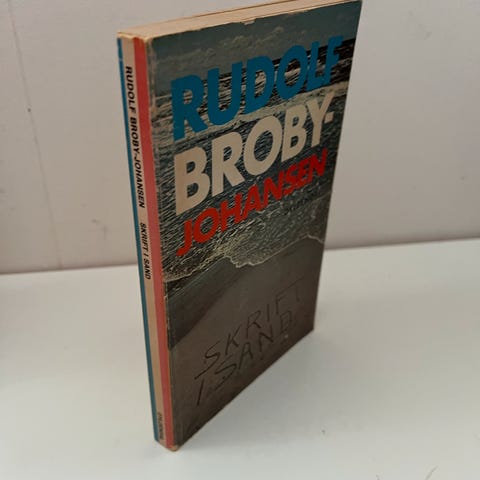 RUDOLF BROBY-JOHANSEN SKRIFT I SAND
RUDOLF
BROBY-
JOHANSEN
SKRIFT
I SAND